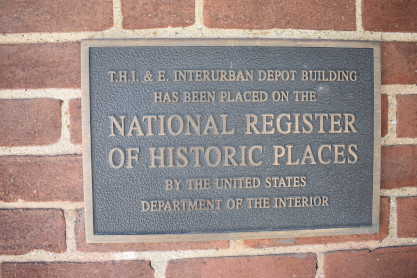 T.H.I. & E. INTERURBAN DEPOT BUILDING
HAS BEEN PLACED ON THE
NATIONAL REGISTER
OF HISTORIC PLACES
BY THE UNITED STATES
DEPARTMENT OF THE INTERIOR